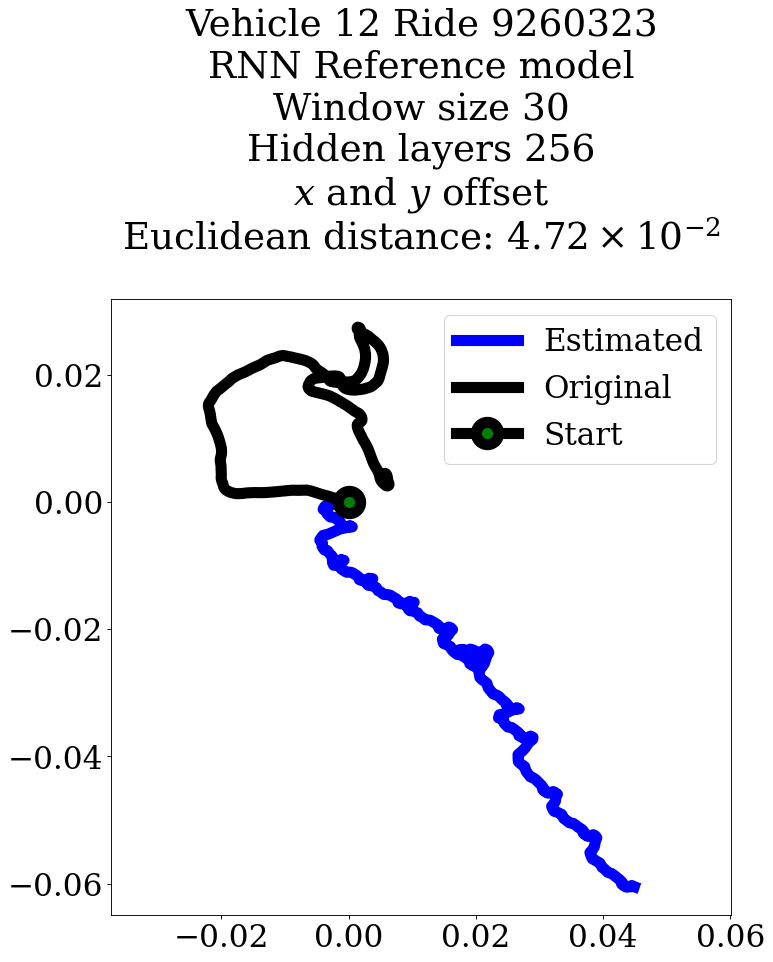 Vehicle 12 Ride 9260323
RNN Reference model
Window size 30
Hidden layers 256
x and y offset
Euclidean distance: 4.72 × 10⁻²
Estimated
Original
Start
0.02
0.00
−0.02
−0.04
−0.06
−0.02 0.00 0.02 0.04 0.06